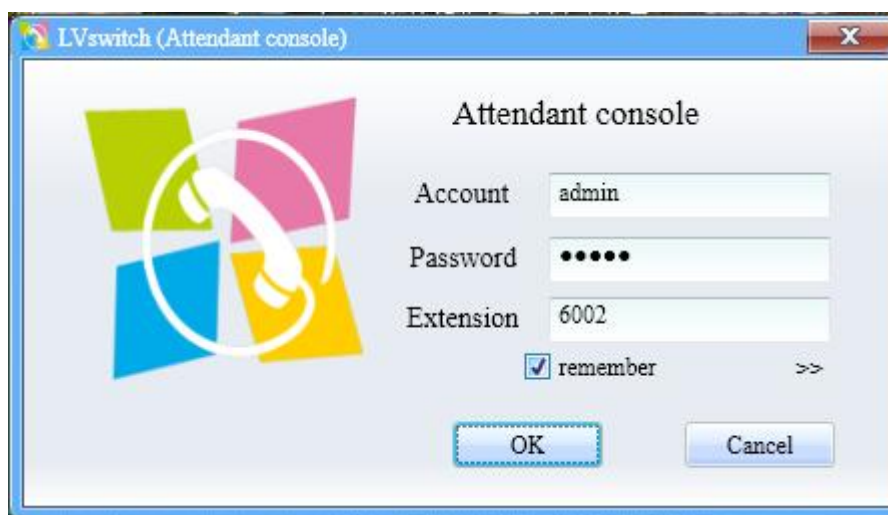 LVswitch (Attendant console)
Attendant console
Account admin
Password •••••
Extension 6002
remember >>
OK Cancel